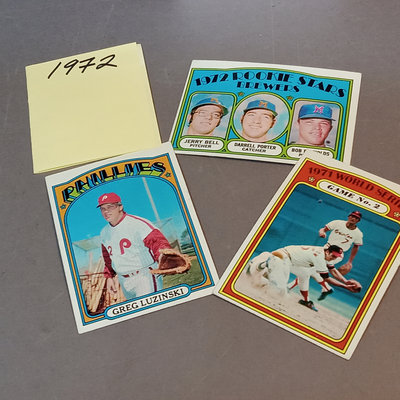 1972
1972 ROOKIE STARS
BREWERS
JERRY BELL
PITCHER
DARRELL PORTER
CATCHER
BOB
PHILLIES
P
GREG LUZINSKI
1971 WORLD SERIES
GAME No. 2